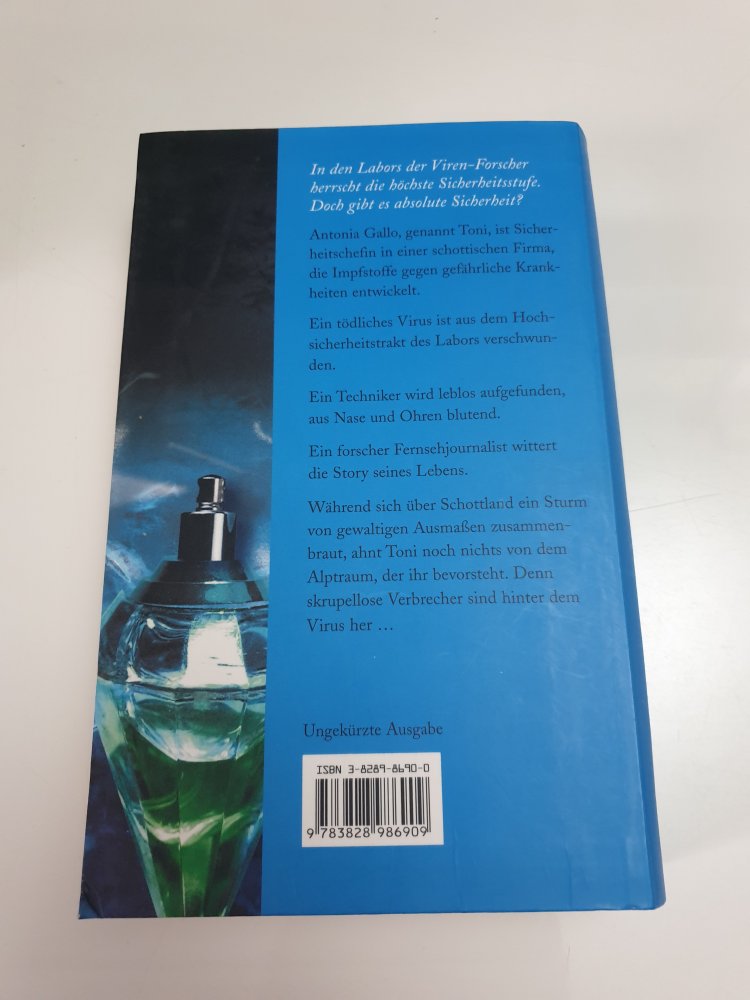 In den Labors der Viren-Forscher
herrscht die höchste Sicherheitsstufe.
Doch gibt es absolute Sicherheit?
Antonia Gallo, genannt Toni, ist Sicher-
heitschefin in einer schottischen Firma,
die Impfstoffe gegen gefährliche Krank-
heiten entwickelt.
Ein tödliches Virus ist aus dem Hoch-
sicherheitstrakt des Labors verschwun-
den.
Ein Techniker wird leblos aufgefunden,
aus Nase und Ohren blutend.
Ein forscher Fernsehjournalist wittert
die Story seines Lebens.
Während sich über Schottland ein Sturm
von gewaltigen Ausmaßen zusammen-
braut, ahnt Toni noch nichts von dem
Alptraum, der ihr bevorsteht. Denn
skrupellose Verbrecher sind hinter dem
Virus her …
Ungekürzte Ausgabe
ISBN 3-8289-8690-0
9 783828 986909